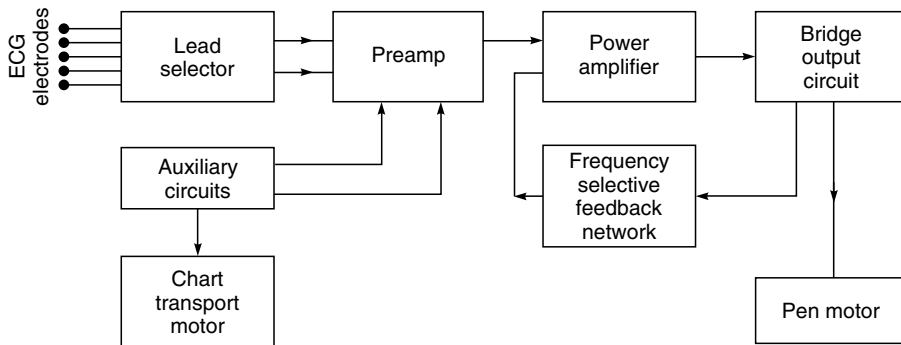 ECG
electrodes
Lead
selector
Preamp
Power
amplifier
Bridge
output
circuit
Auxiliary
circuits
Frequency
selective
feedback
network
Chart
transport
motor
Pen motor